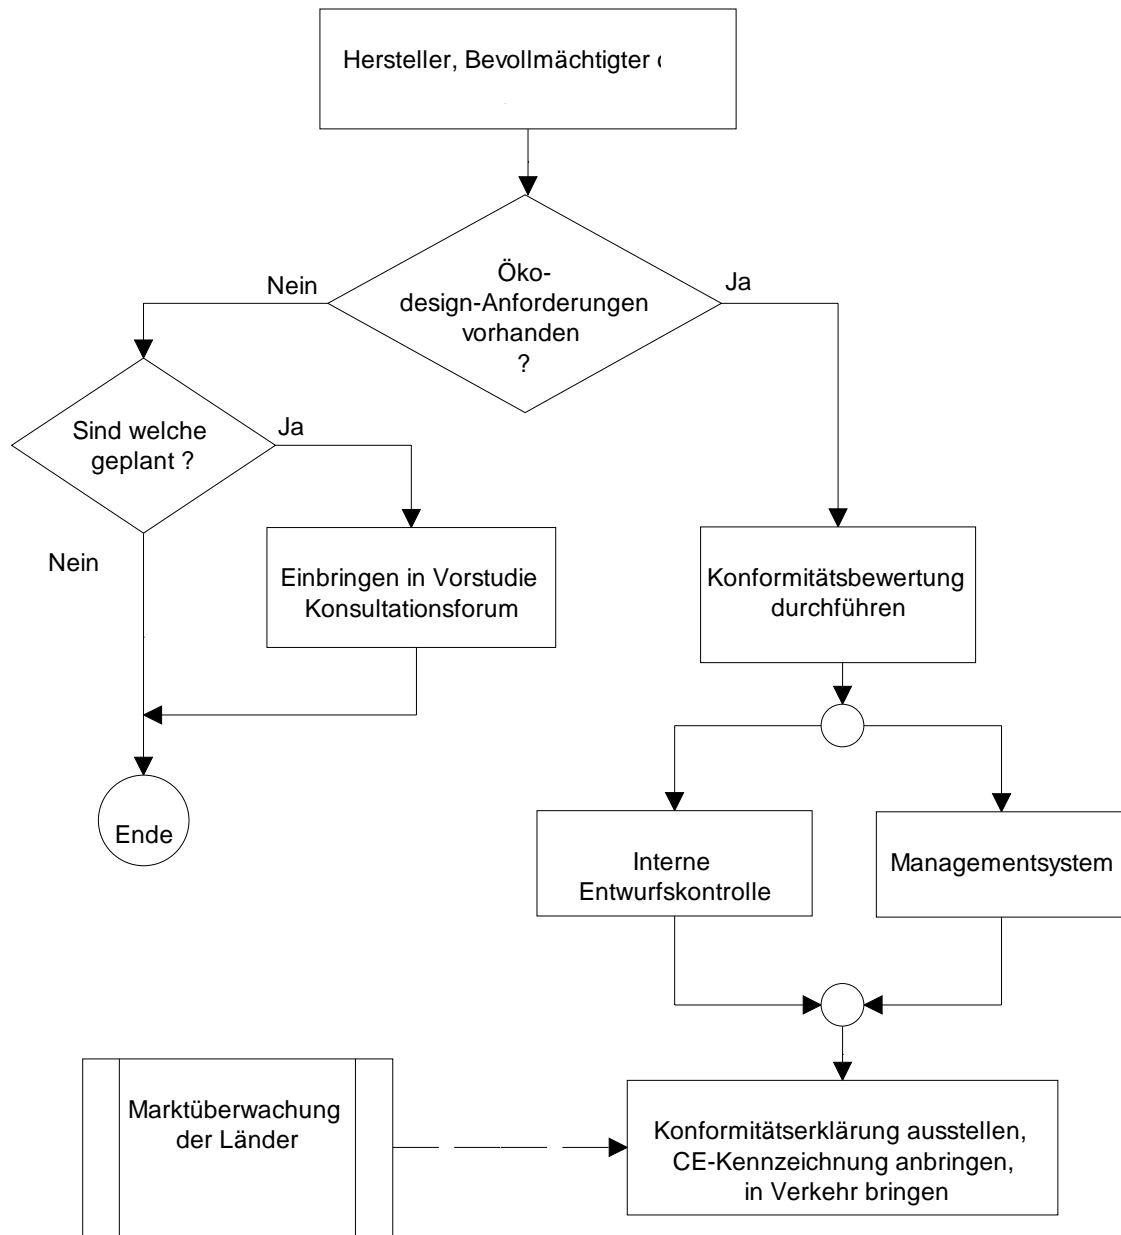 Hersteller, Bevollmächtigter
Nein
Öko-
design-Anforderungen
vorhanden
?
Ja
Sind welche
geplant ?
Ja
Nein
Einbringen in Vorstudie
Konsultationsforum
Konformitätsbewertung
durchführen
Ende
Interne
Entwurfskontrolle
Managementsystem
Marktüberwachung
der Länder
Konformitätserklärung ausstellen,
CE-Kennzeichnung anbringen,
in Verkehr bringen